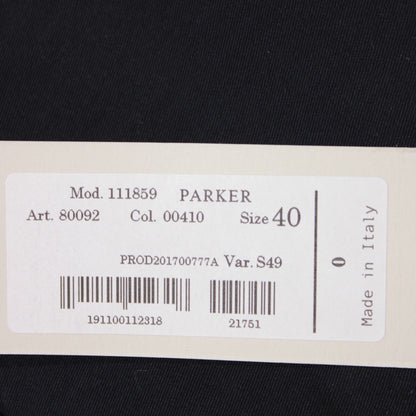 Mod. 111859 PARKER
Art. 80092 Col. 00410 Size 40
PROD201700777A Var. S49
191100112318 21751
0
Made in Italy